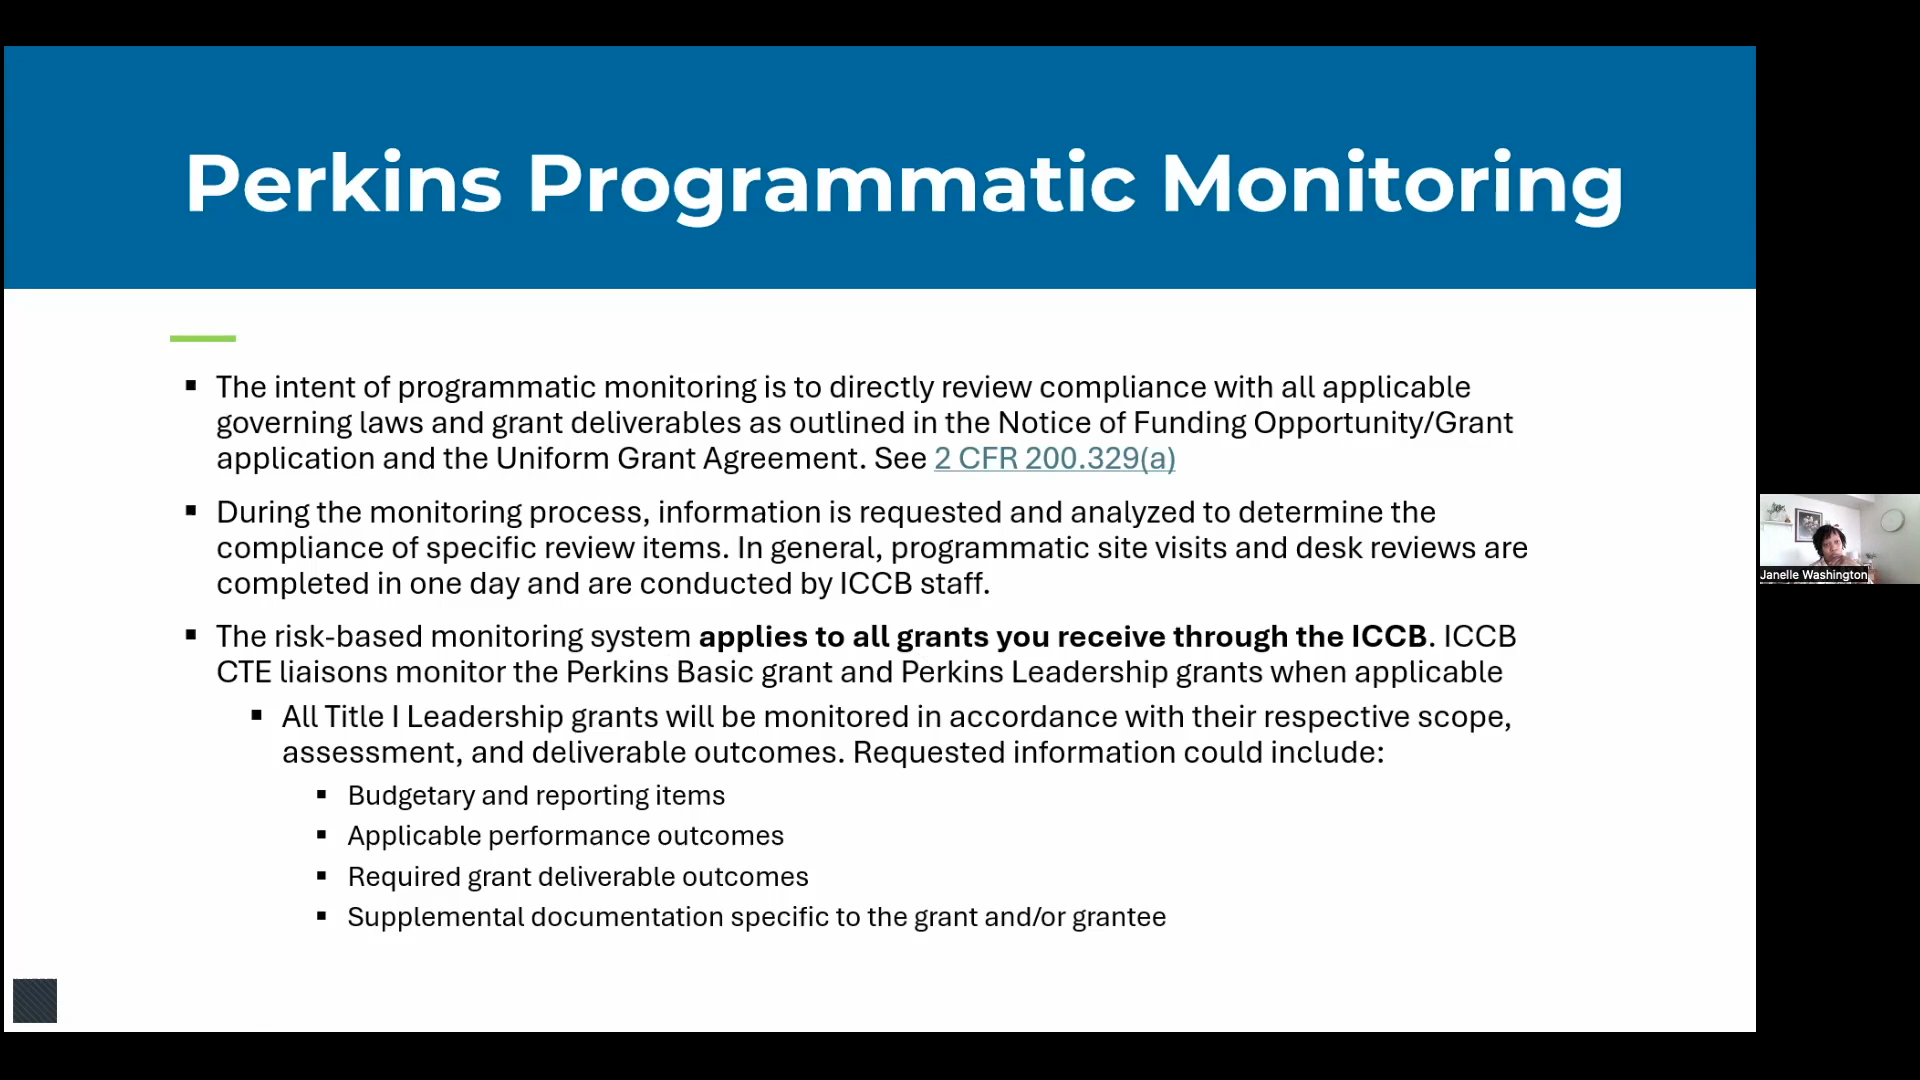 Perkins Programmatic Monitoring
▪ The intent of programmatic monitoring is to directly review compliance with all applicable
governing laws and grant deliverables as outlined in the Notice of Funding Opportunity/Grant
application and the Uniform Grant Agreement. See 2 CFR 200.329(a)
▪ During the monitoring process, information is requested and analyzed to determine the
compliance of specific review items. In general, programmatic site visits and desk reviews are
completed in one day and are conducted by ICCB staff.
▪ The risk-based monitoring system applies to all grants you receive through the ICCB. ICCB
CTE liaisons monitor the Perkins Basic grant and Perkins Leadership grants when applicable
▪ All Title I Leadership grants will be monitored in accordance with their respective scope,
assessment, and deliverable outcomes. Requested information could include:
▪ Budgetary and reporting items
▪ Applicable performance outcomes
▪ Required grant deliverable outcomes
▪ Supplemental documentation specific to the grant and/or grantee
Janelle Washington